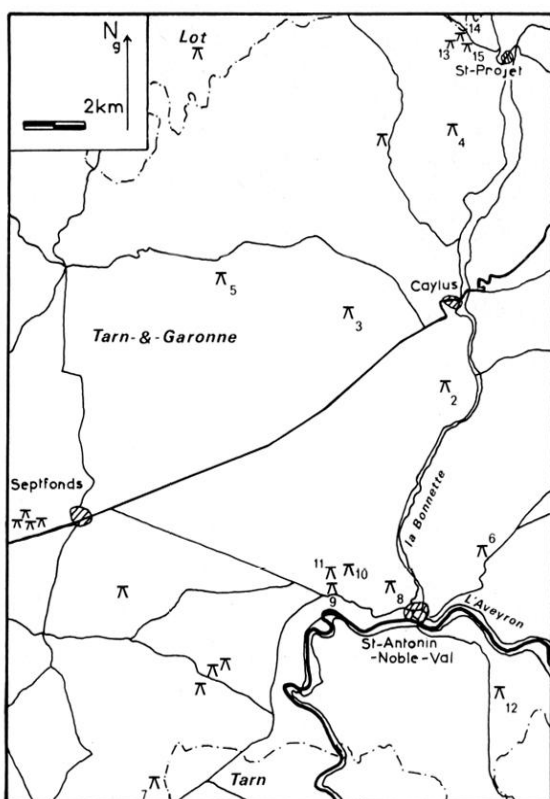 N
g
2km
Lot
14
13
15
St-Projet
4
5
Caylus
3
Tarn-&-Garonne
2
Septfonds
la Bonnette
6
11
10
8
9
L'Aveyron
St-Antonin
-Noble-Val
12
7
Tarn